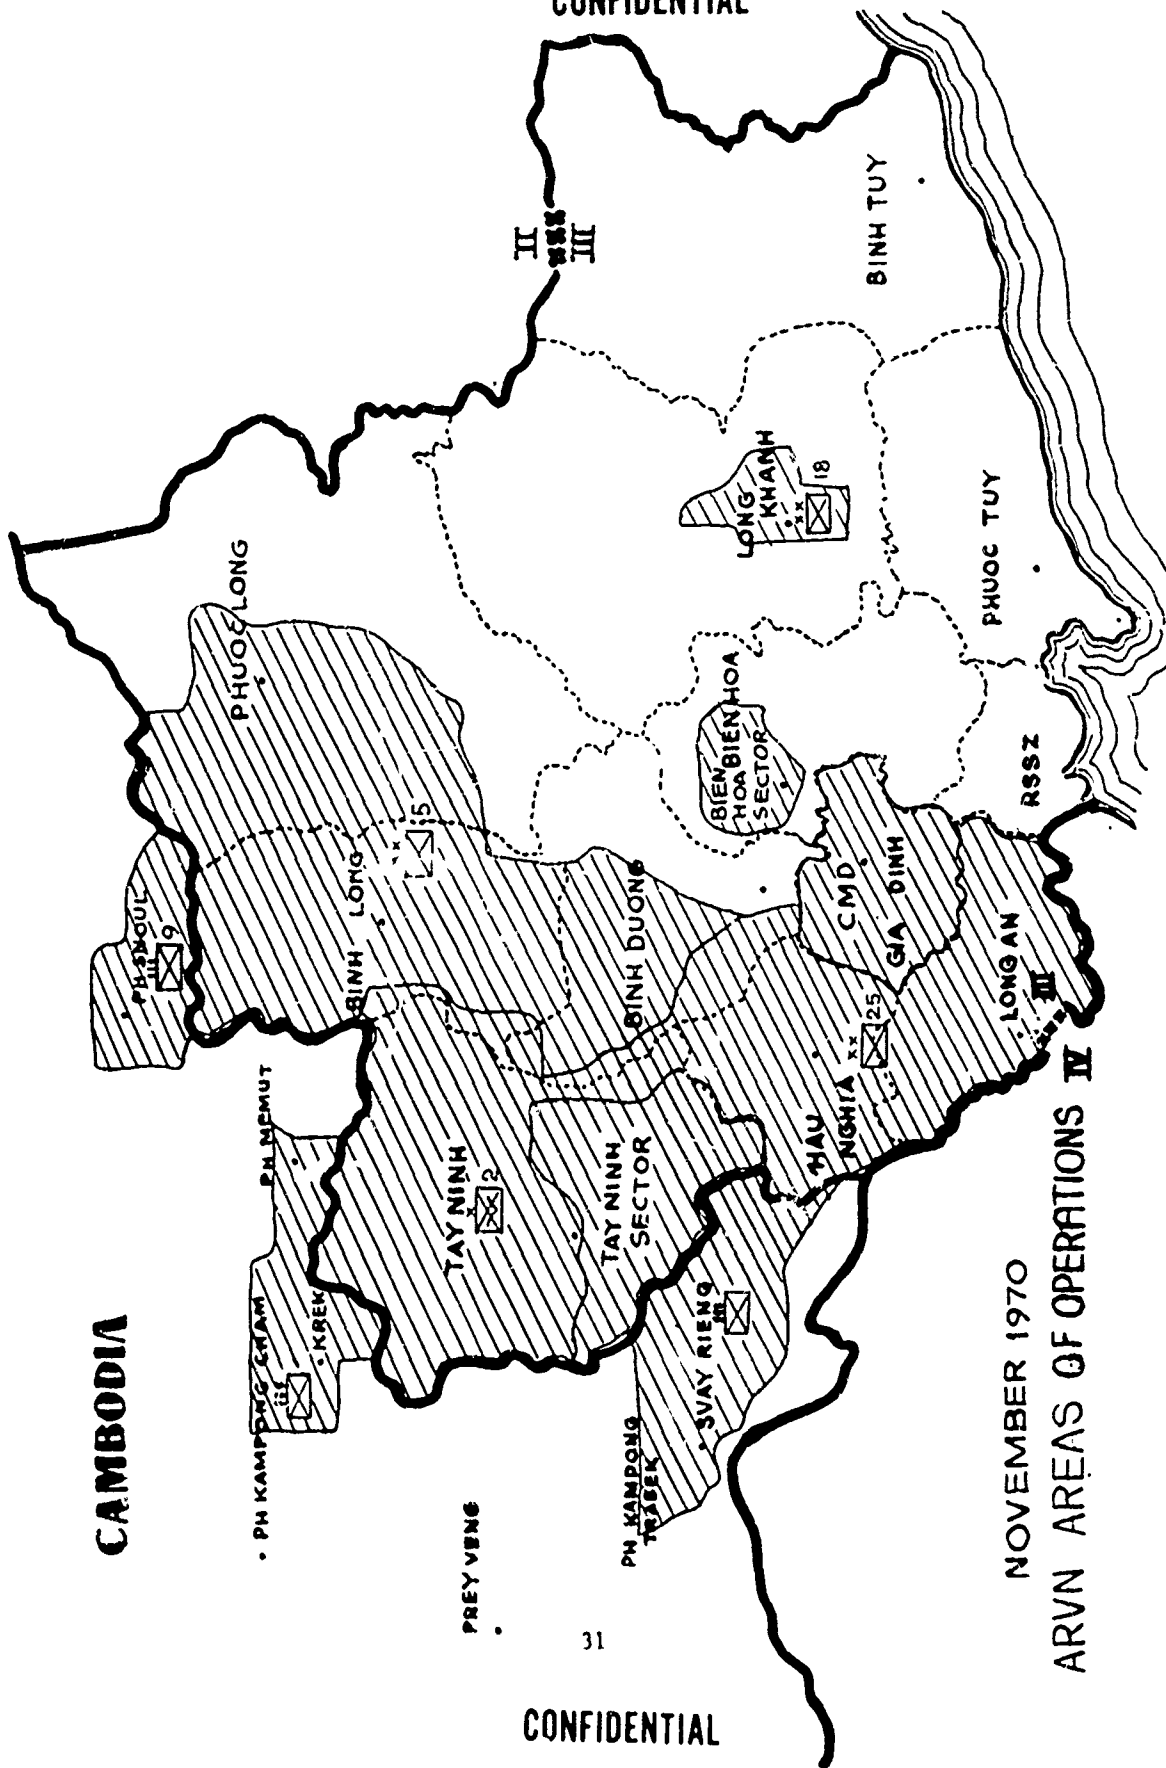 CONFIDENTIAL
CAMBODIA
PH SNOUL
9
PH MEMUT
PH KAMPONG CHAM
KREK
PREY VENG
PH KAMPONG
TRABEK
SVAY RIENG
PHUOC LONG
BINH LONG
5
TAY NINH
2
TAY NINH
SECTOR
BINH DUONG
BIEN HOA
BIEN
HOA
SECTOR
LONG
KHANH
18
II
XXX
III
BINH TUY
PHUOC TUY
RSSZ
CMD
GIA DINH
HAU
NGHIA
25
LONG AN
III
IV
NOVEMBER 1970
ARVN AREAS OF OPERATIONS
31
CONFIDENTIAL